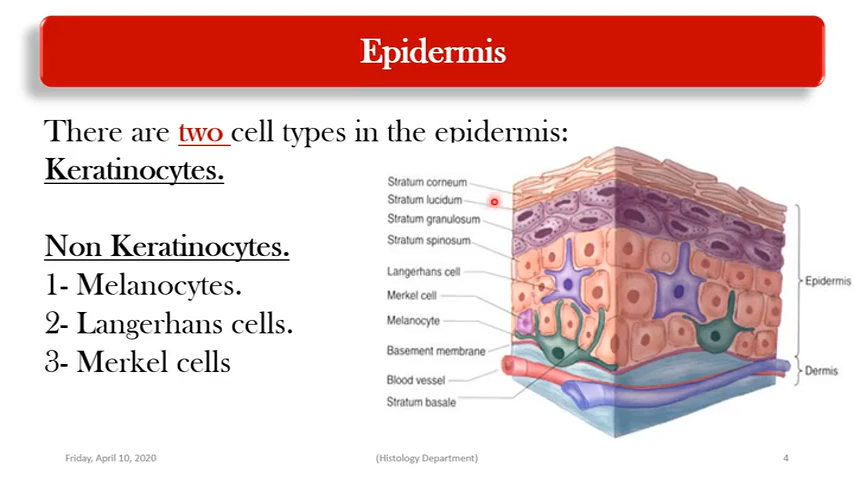 Epidermis
There are two cell types in the epidermis:
Keratinocytes.
Non Keratinocytes.
1- Melanocytes.
2- Langerhans cells.
3- Merkel cells
Stratum corneum
Stratum lucidum
Stratum granulosum
Stratum spinosum
Langerhans cell
Merkel cell
Melanocyte
Basement membrane
Blood vessel
Stratum basale
Epidermis
Dermis
Friday, April 10, 2020
(Histology Department)
4